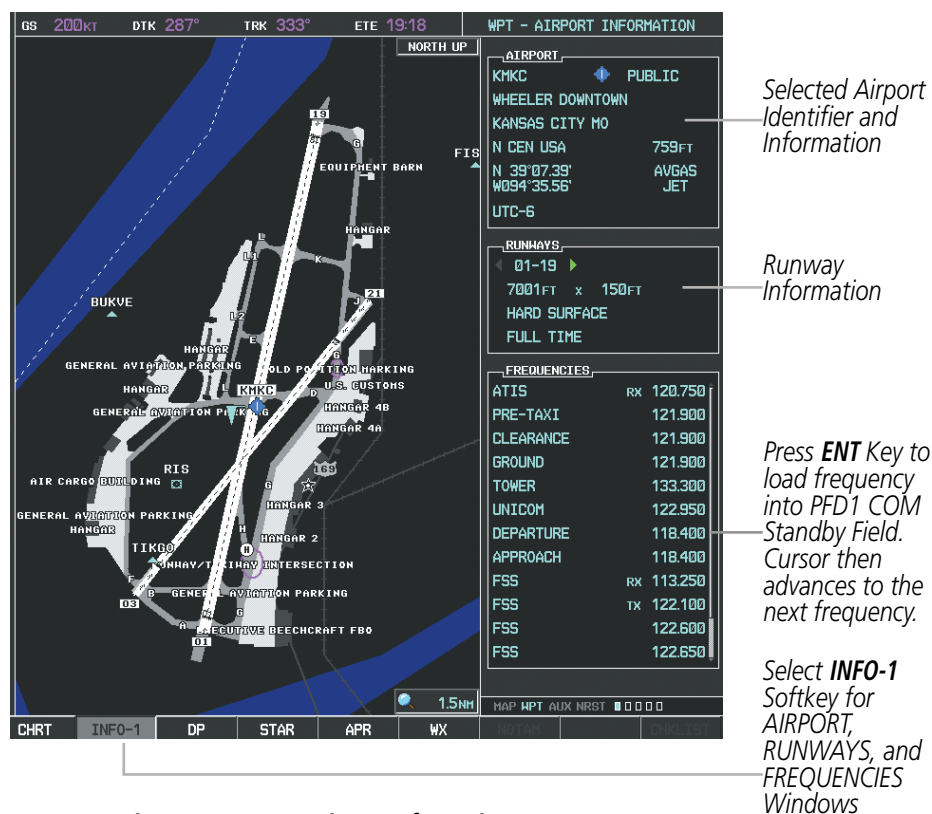 GS 200KT DTK 287° TRK 333° ETE 19:18 WPT - AIRPORT INFORMATION
NORTH UP
19
G
EQUIPMENT BARN
FIS
HANGAR
L
L1
K
J
21
BUKVE
L2
E
HANGAR
G
GENERAL AVIATION PARKING
OLD POSITION MARKING
L
KMKC
D
U.S. CUSTOMS
HANGAR
GENERAL AVIATION PARKING
HANGAR 4B
HANGAR 4A
RIS
169
AIR CARGO BUILDING
G
HANGAR 3
GENERAL AVIATION PARKING
HANGAR
H
HANGAR 2
TIKGO
H
UNWAY/TAXIWAY INTERSECTION
F
B
GENERAL AVIATION PARKING
03
G
A
EXECUTIVE BEECHCRAFT FBO
01
1.5NM
AIRPORT
KMKC PUBLIC
WHEELER DOWNTOWN
KANSAS CITY MO
N CEN USA 759FT
N 39°07.39' AVGAS
W094°35.56' JET
UTC-6
RUNWAYS
01-19
7001FT x 150FT
HARD SURFACE
FULL TIME
FREQUENCIES
ATIS RX 120.750
PRE-TAXI 121.900
CLEARANCE 121.900
GROUND 121.900
TOWER 133.300
UNICOM 122.950
DEPARTURE 118.400
APPROACH 118.400
FSS RX 113.250
FSS TX 122.100
FSS 122.600
FSS 122.650
MAP WPT AUX NRST
CHRT INFO-1 DP STAR APR WX NOTAM CHKLIST
Selected Airport
Identifier and
Information
Runway
Information
Press ENT Key to
load frequency
into PFD1 COM
Standby Field.
Cursor then
advances to the
next frequency.
Select INFO-1
Softkey for
AIRPORT,
RUNWAYS, and
FREQUENCIES
Windows